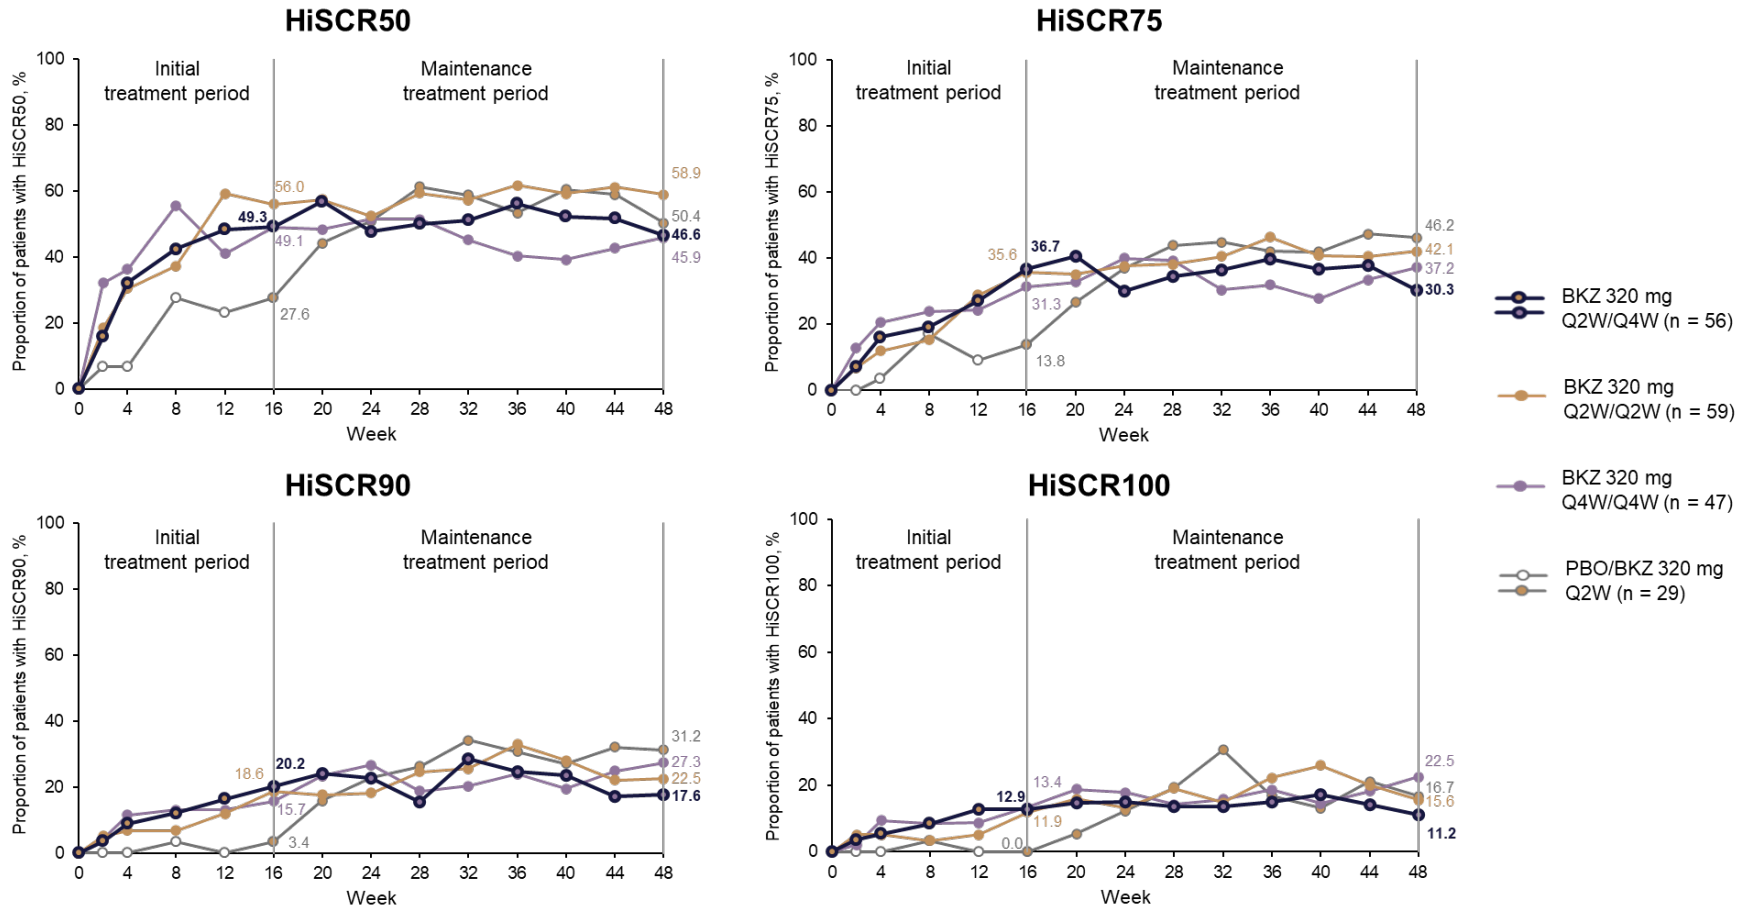 HiSCR50
Proportion of patients with HiSCR50, %
100
80
60
40
20
0
Initial
treatment period
Maintenance
treatment period
56.0
49.3
49.1
27.6
58.9
50.4
46.6
45.9
0 4 8 12 16 20 24 28 32 36 40 44 48
Week
HiSCR75
Proportion of patients with HiSCR75, %
100
80
60
40
20
0
Initial
treatment period
Maintenance
treatment period
35.6
36.7
31.3
13.8
46.2
42.1
37.2
30.3
0 4 8 12 16 20 24 28 32 36 40 44 48
Week
HiSCR90
Proportion of patients with HiSCR90, %
100
80
60
40
20
0
Initial
treatment period
Maintenance
treatment period
18.6
20.2
15.7
3.4
31.2
27.3
22.5
17.6
0 4 8 12 16 20 24 28 32 36 40 44 48
Week
HiSCR100
Proportion of patients with HiSCR100, %
100
80
60
40
20
0
Initial
treatment period
Maintenance
treatment period
12.9
13.4
11.9
0.0
22.5
16.7
15.6
11.2
0 4 8 12 16 20 24 28 32 36 40 44 48
Week
BKZ 320 mg
Q2W/Q4W (n = 56)
BKZ 320 mg
Q2W/Q2W (n = 59)
BKZ 320 mg
Q4W/Q4W (n = 47)
PBO/BKZ 320 mg
Q2W (n = 29)